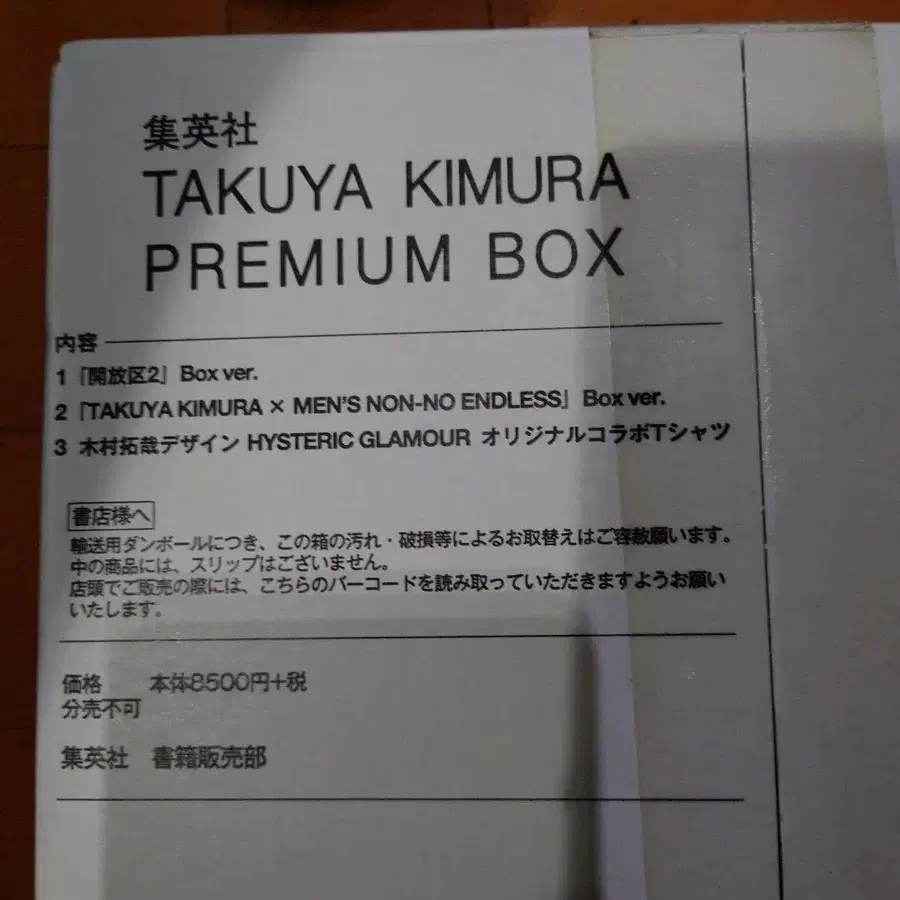 集英社
TAKUYA KIMURA
PREMIUM BOX
内容
1「開放区2」Box ver.
2「TAKUYA KIMURA × MEN'S NON-NO ENDLESS」Box ver.
3 木村拓哉デザイン HYSTERIC GLAMOUR オリジナルコラボTシャツ
書店様へ
輸送用ダンボールにつき、この箱の汚れ・破損等によるお取替えはご容赦願います。
中の商品には、スリップはございません。
店頭でご販売の際には、こちらのバーコードを読み取っていただきますようお願い
いたします。
価格 本体8500円+税
分売不可
集英社 書籍販売部